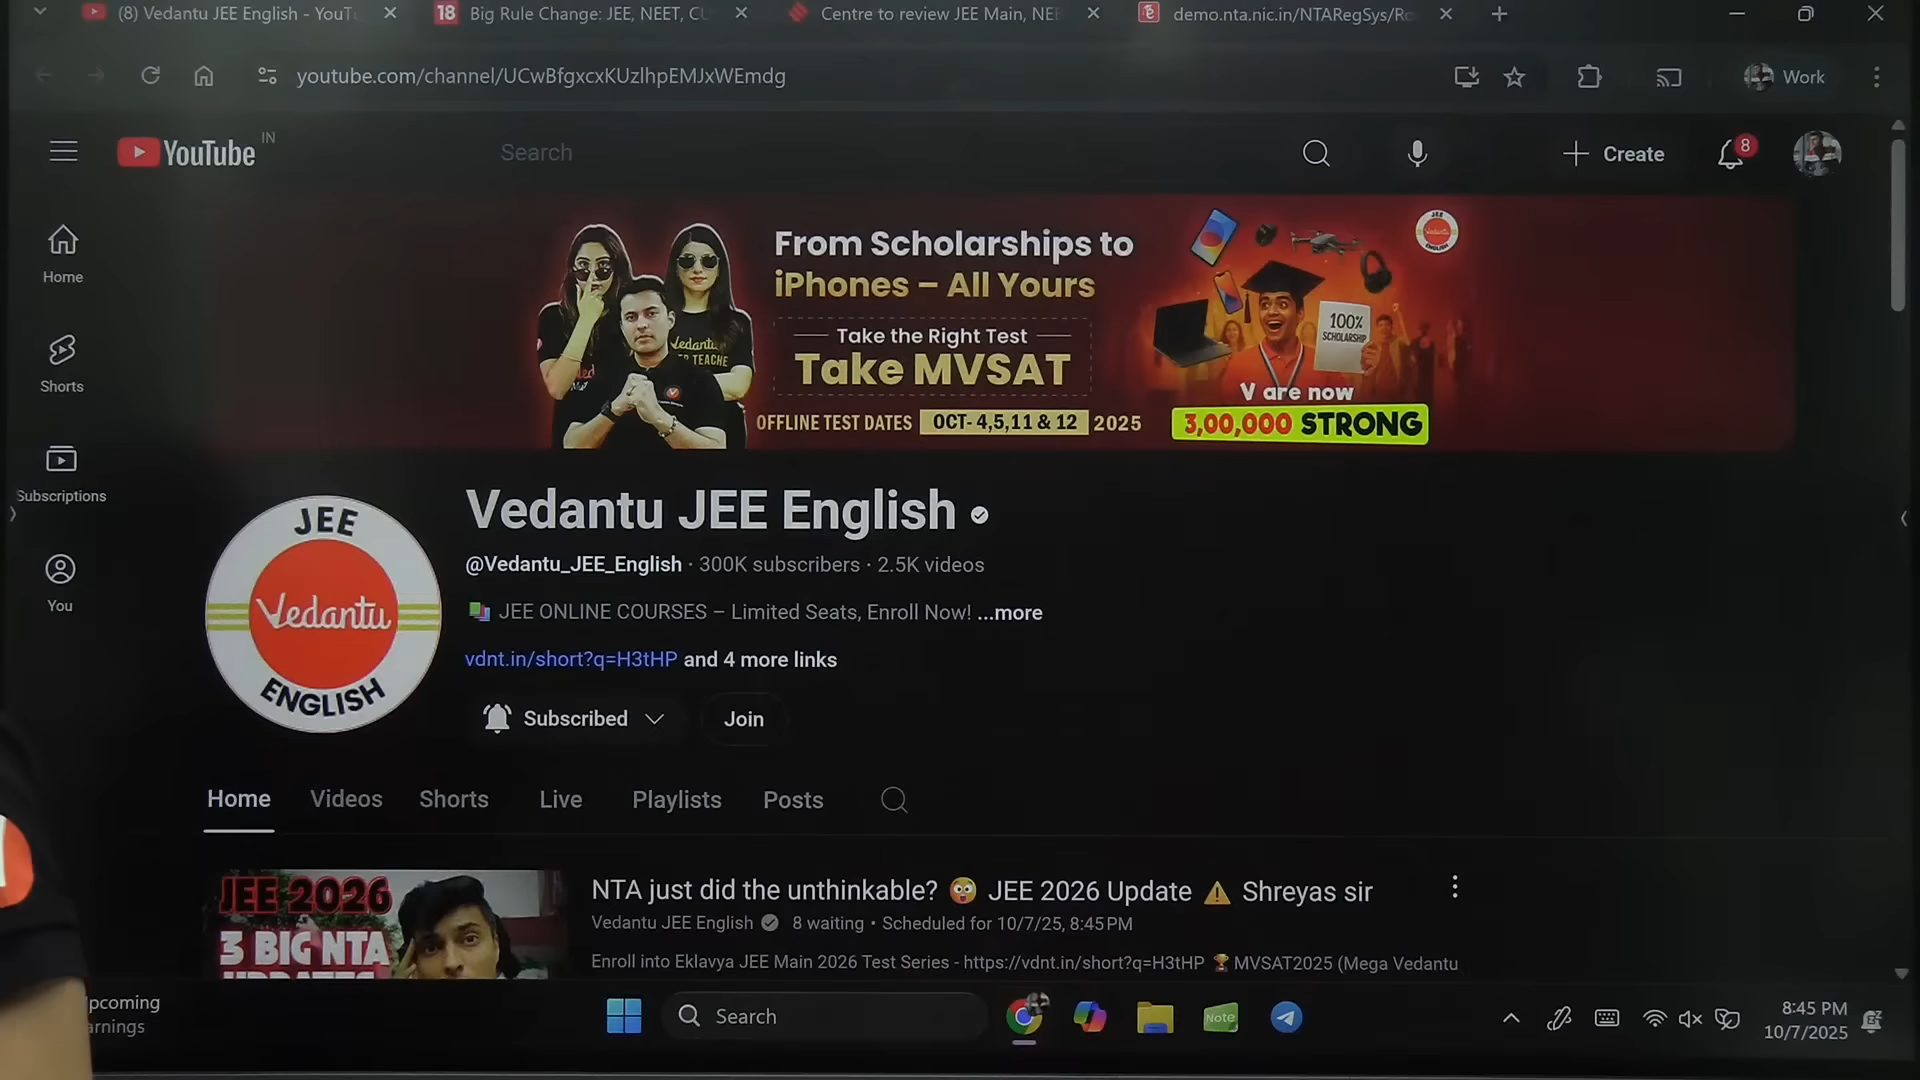 (8) Vedantu JEE English - YouT
18 Big Rule Change: JEE, NEET, CU
Centre to review JEE Main, NEE
demo.nta.nic.in/NTARegSys/Ro
youtube.com/channel/UCwBfgxcxKUzlhpEMJxWEmdg
Work
YouTube IN
Search
Create
8
Home
Shorts
Subscriptions
You
From Scholarships to
iPhones – All Yours
Take the Right Test
Take MVSAT
OFFLINE TEST DATES OCT- 4,5,11 & 12 2025
Vedantu
TEACHE
JEE
Vedantu
ENGLISH
100%
SCHOLARSHIP
V are now
3,00,000 STRONG
JEE
Vedantu
ENGLISH
Vedantu JEE English
@Vedantu_JEE_English · 300K subscribers · 2.5K videos
JEE ONLINE COURSES – Limited Seats, Enroll Now! ...more
vdnt.in/short?q=H3tHP and 4 more links
Subscribed
Join
Home Videos Shorts Live Playlists Posts
JEE 2026
3 BIG NTA
UPDATES
NTA just did the unthinkable? 😳 JEE 2026 Update ⚠️ Shreyas sir
Vedantu JEE English 8 waiting • Scheduled for 10/7/25, 8:45 PM
Enroll into Eklavya JEE Main 2026 Test Series - https://vdnt.in/short?q=H3tHP 🏆MVSAT2025 (Mega Vedantu
pcoming
arnings
Search
Note
8:45 PM
10/7/2025